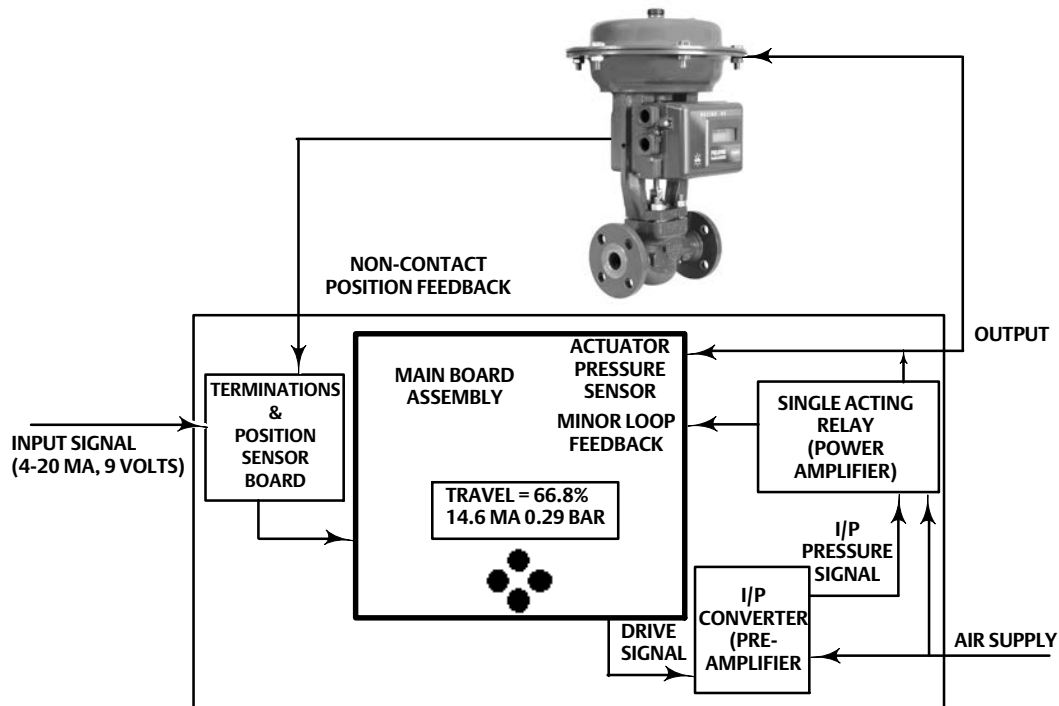 NON-CONTACT
POSITION FEEDBACK
OUTPUT
ACTUATOR
PRESSURE
SENSOR
MAIN BOARD
ASSEMBLY
MINOR LOOP
FEEDBACK
TERMINATIONS
&
POSITION
SENSOR
BOARD
SINGLE ACTING
RELAY
(POWER
AMPLIFIER)
INPUT SIGNAL
(4-20 MA, 9 VOLTS)
TRAVEL = 66.8%
14.6 MA 0.29 BAR
I/P
PRESSURE
SIGNAL
I/P
CONVERTER
(PRE-
AMPLIFIER
DRIVE
SIGNAL
AIR SUPPLY